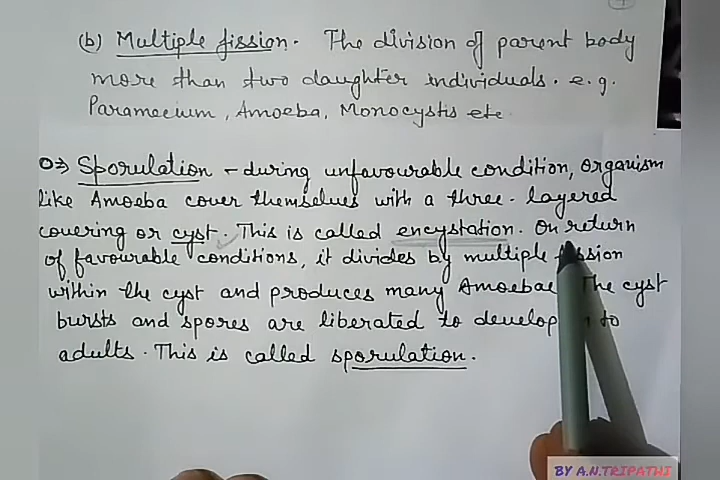 (b) Multiple fission. The division of parent body
more than two daughter individuals. e.g.
Paramecium, Amoeba, Monocystis etc
Sporulation - during unfavourable condition, Organism
like Amoeba cover themselves with a three-layered
covering or cyst. This is called encystation. On return
of favourable conditions, it divides by multiple fission
within the cyst and produces many Amoebae The cyst
bursts and spores are liberated to develop to
adults. This is called sporulation.
BY A.N.TRIPATHI